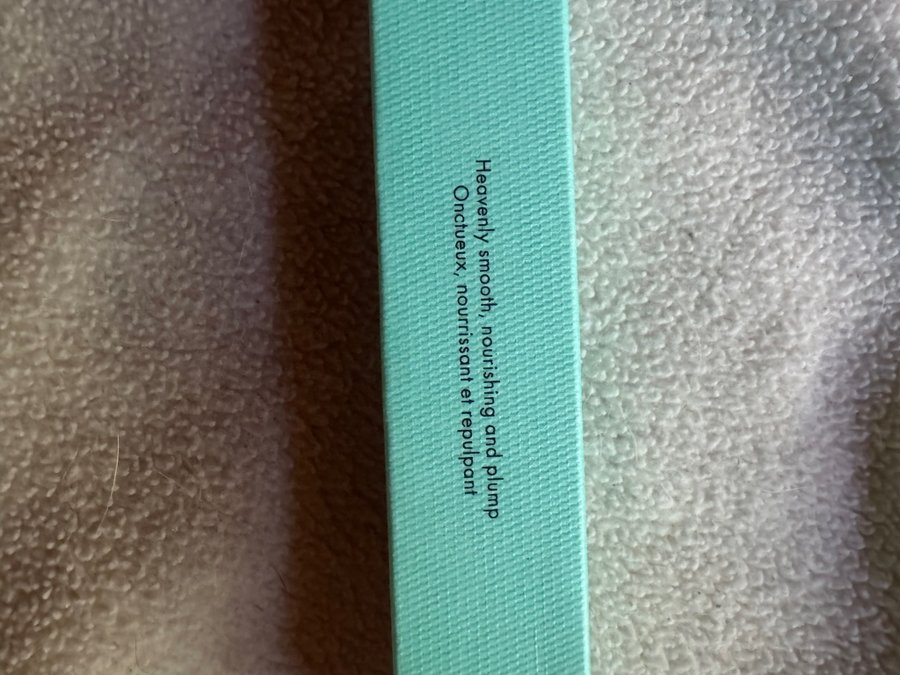 Heavenly smooth, nourishing and plump
Onctueux, nourrissant et repulpant